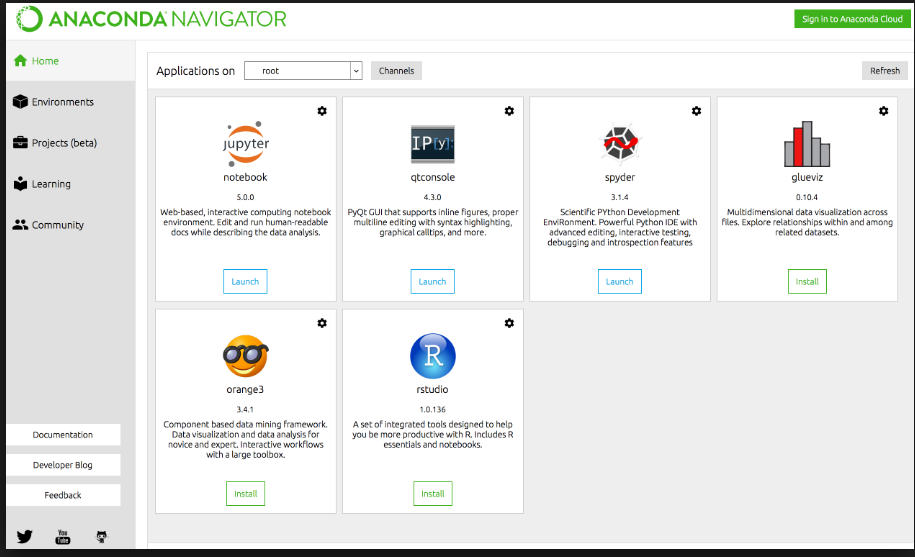 ANACONDA NAVIGATOR
Sign in to Anaconda Cloud
Home
Environments
Projects (beta)
Learning
Community
Documentation
Developer Blog
Feedback
You
Tube
Applications on
root
Channels
Refresh
jupyter
notebook
5.0.0
Web-based, interactive computing notebook
environment. Edit and run human-readable
docs while describing the data analysis.
Launch
IP[y]:
qtconsole
4.3.0
PyQt GUI that supports inline figures, proper
multiline editing with syntax highlighting,
graphical calltips, and more.
Launch
spyder
3.1.4
Scientific PYthon Development
EnviRonment. Powerful Python IDE with
advanced editing, interactive testing,
debugging and introspection features
Launch
glueviz
0.10.4
Multidimensional data visualization across
files. Explore relationships within and among
related datasets.
Install
orange3
3.4.1
Component based data mining framework.
Data visualization and data analysis for
novice and expert. Interactive workflows
with a large toolbox.
Install
R
rstudio
1.0.136
A set of integrated tools designed to help
you be more productive with R. Includes R
essentials and notebooks.
Install